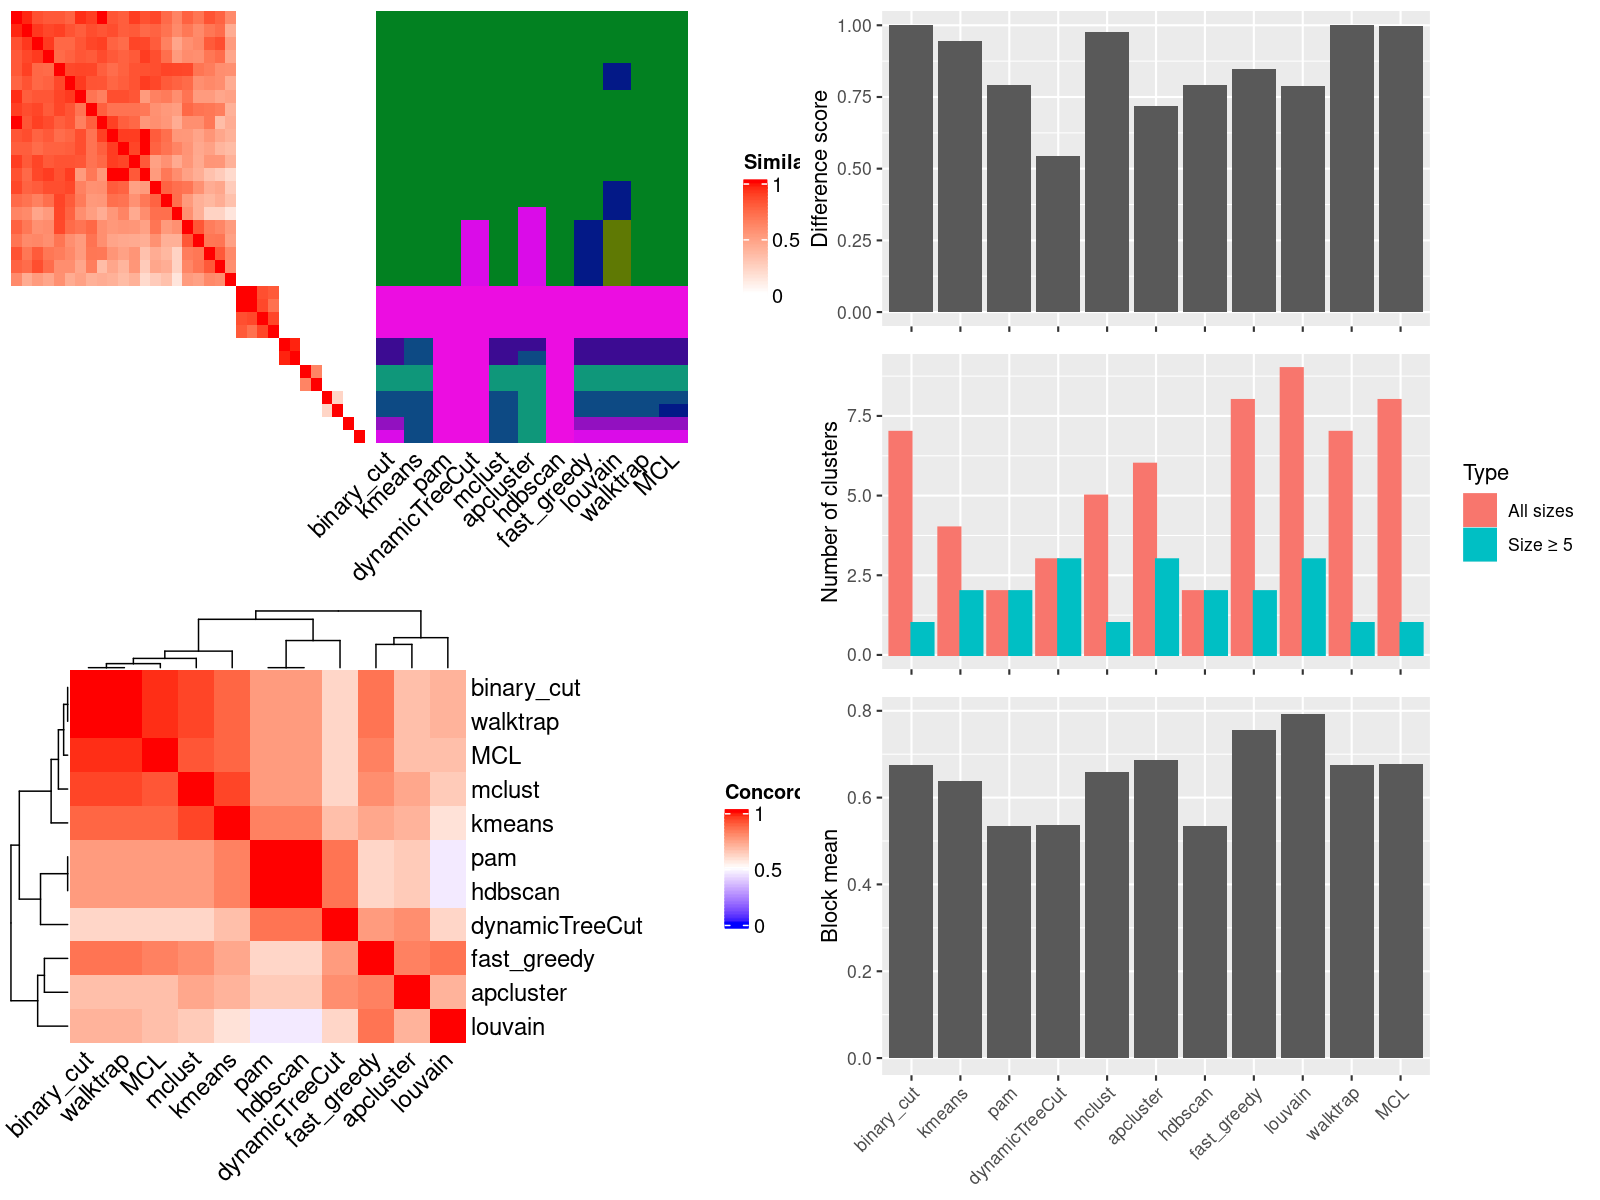 Simila
1
0.5
0
binary_cut
kmeans
pam
dynamicTreeCut
mclust
apcluster
hdbscan
fast_greedy
louvain
walktrap
MCL
binary_cut
walktrap
MCL
mclust
kmeans
pam
hdbscan
dynamicTreeCut
fast_greedy
apcluster
louvain
Concord
1
0.5
0
binary_cut
walktrap
MCL
mclust
kmeans
pam
hdbscan
dynamicTreeCut
fast_greedy
apcluster
louvain
Difference score
1.00
0.75
0.50
0.25
0.00
Number of clusters
7.5
5.0
2.5
0.0
Type
All sizes
Size ≥ 5
Block mean
0.8
0.6
0.4
0.2
0.0
binary_cut
kmeans
pam
dynamicTreeCut
mclust
apcluster
hdbscan
fast_greedy
louvain
walktrap
MCL